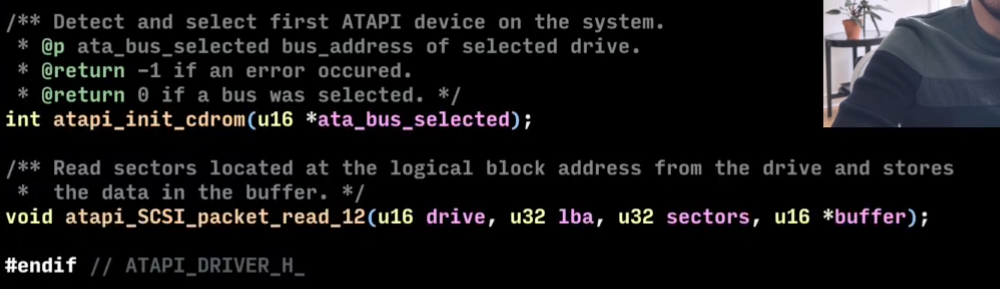 /** Detect and select first ATAPI device on the system.
 * @p ata_bus_selected bus_address of selected drive.
 * @return -1 if an error occured.
 * @return 0 if a bus was selected. */
int atapi_init_cdrom(u16 *ata_bus_selected);
/** Read sectors located at the logical block address from the drive and stores
 *  the data in the buffer. */
void atapi_SCSI_packet_read_12(u16 drive, u32 lba, u32 sectors, u16 *buffer);
#endif // ATAPI_DRIVER_H_